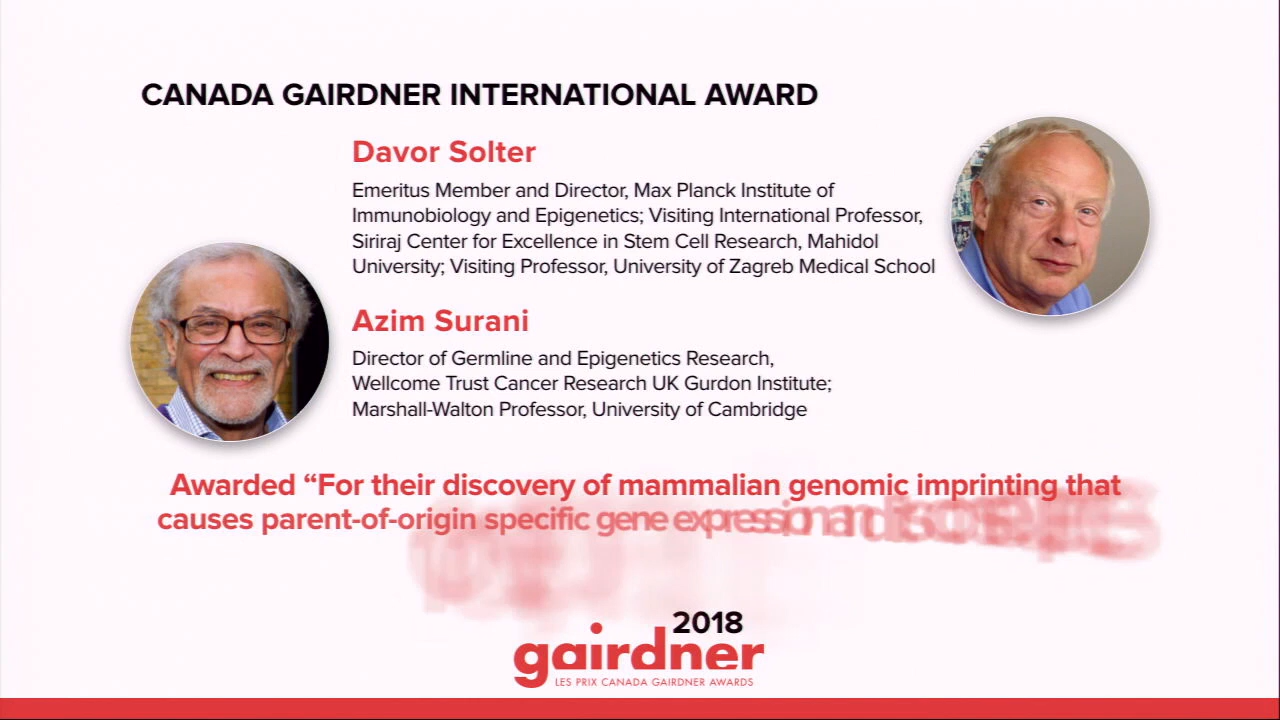 CANADA GAIRDNER INTERNATIONAL AWARD
Davor Solter
Emeritus Member and Director, Max Planck Institute of
Immunobiology and Epigenetics; Visiting International Professor,
Siriraj Center for Excellence in Stem Cell Research, Mahidol
University; Visiting Professor, University of Zagreb Medical School
Azim Surani
Director of Germline and Epigenetics Research,
Wellcome Trust Cancer Research UK Gurdon Institute;
Marshall-Walton Professor, University of Cambridge
Awarded “For their discovery of mammalian genomic imprinting that
causes parent-of-origin specific gene expression and its
2018
gairdner
LES PRIX CANADA GAIRDNER AWARDS